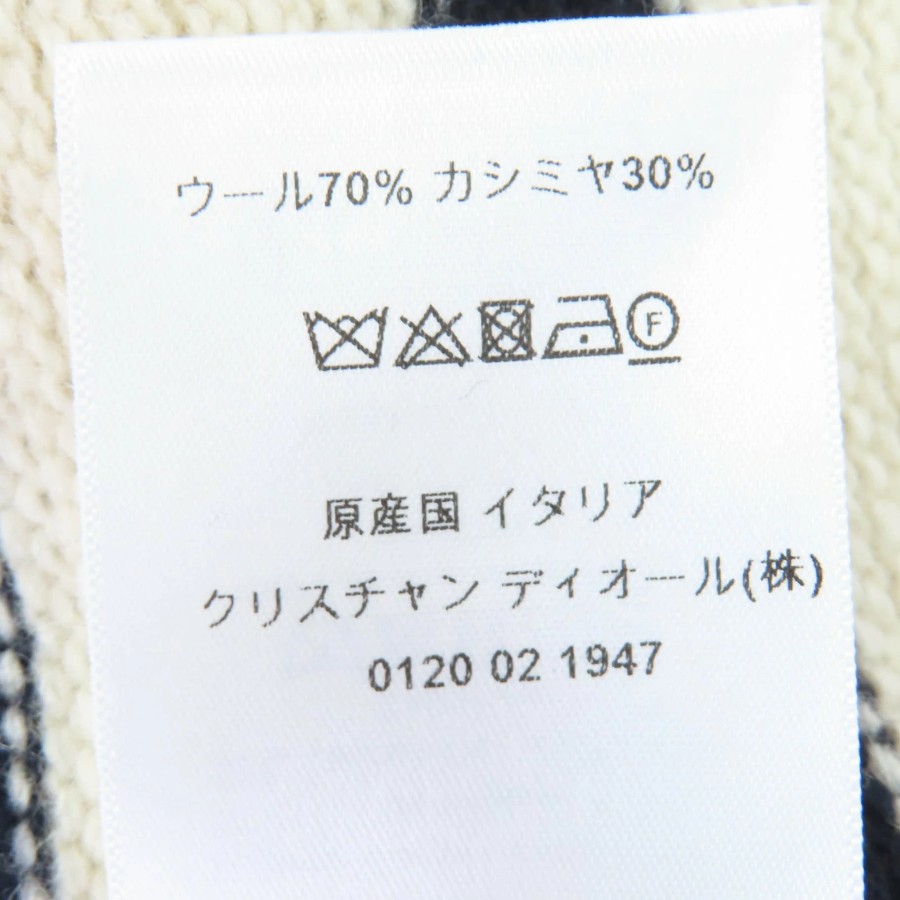 ウール70% カシミヤ30%
F
原産国 イタリア
クリスチャン ディオール(株)
0120 02 1947